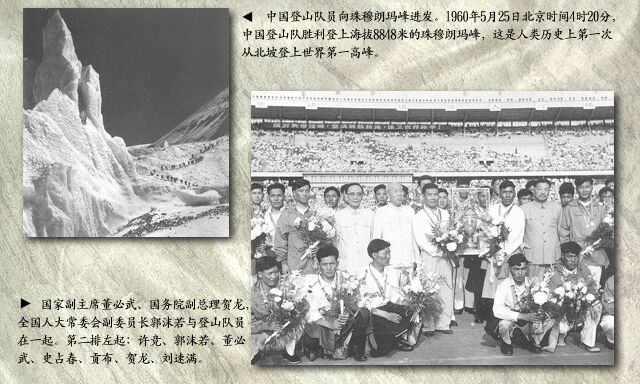 ◀ 中国登山队员向珠穆朗玛峰进发。1960年5月25日北京时间4时20分，
中国登山队胜利登上海拔8848米的珠穆朗玛峰，这是人类历史上第一次
从北坡登上世界第一高峰。
▶ 国家副主席董必武、国务院副总理贺龙，
全国人大常委会副委员长郭沫若与登山队员
在一起。第二排左起：许竞、郭沫若、董必
武、史占春、贡布、贺龙、刘连满。